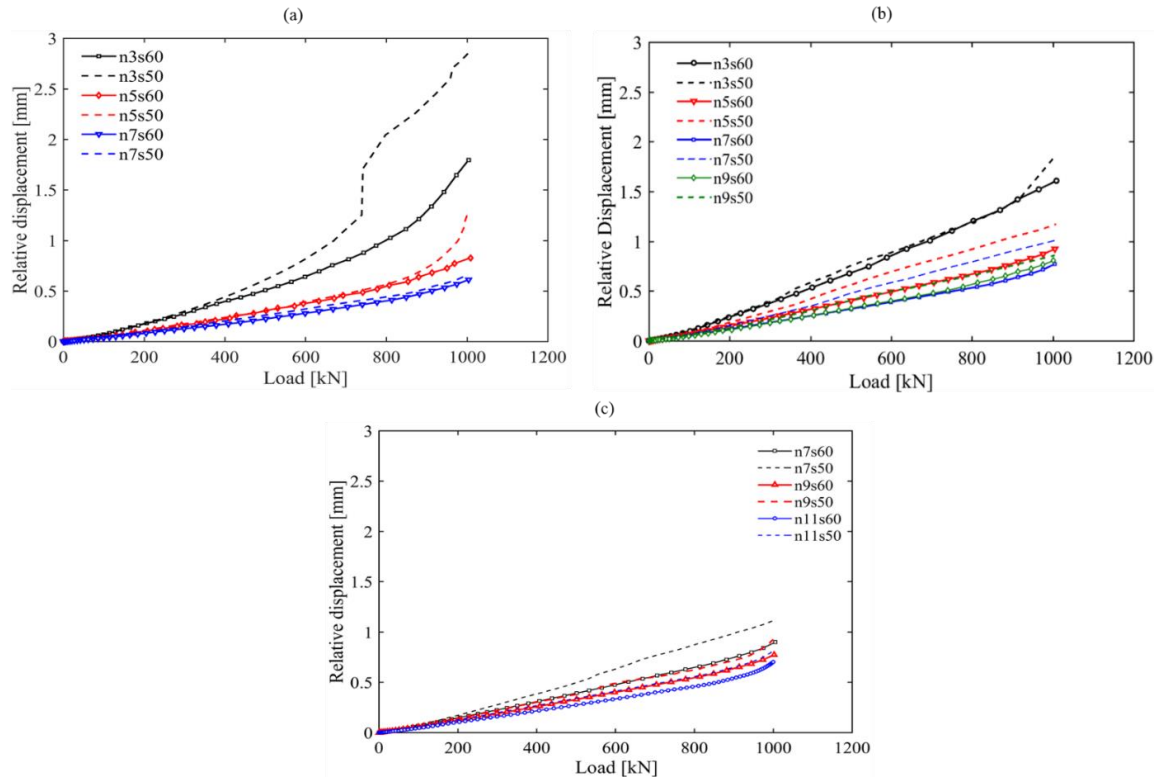 (a)
3
2.5
2
1.5
1
0.5
0
Relative displacement [mm]
n3s60
n3s50
n5s60
n5s50
n7s60
n7s50
0 200 400 600 800 1000 1200
Load [kN]
(b)
3
2.5
2
1.5
1
0.5
0
Relative Displacement [mm]
n3s60
n3s50
n5s60
n5s50
n7s60
n7s50
n9s60
n9s50
0 200 400 600 800 1000 1200
Load [kN]
(c)
3
2.5
2
1.5
1
0.5
0
Relative displacement [mm]
n7s60
n7s50
n9s60
n9s50
n11s60
n11s50
0 200 400 600 800 1000 1200
Load [kN]